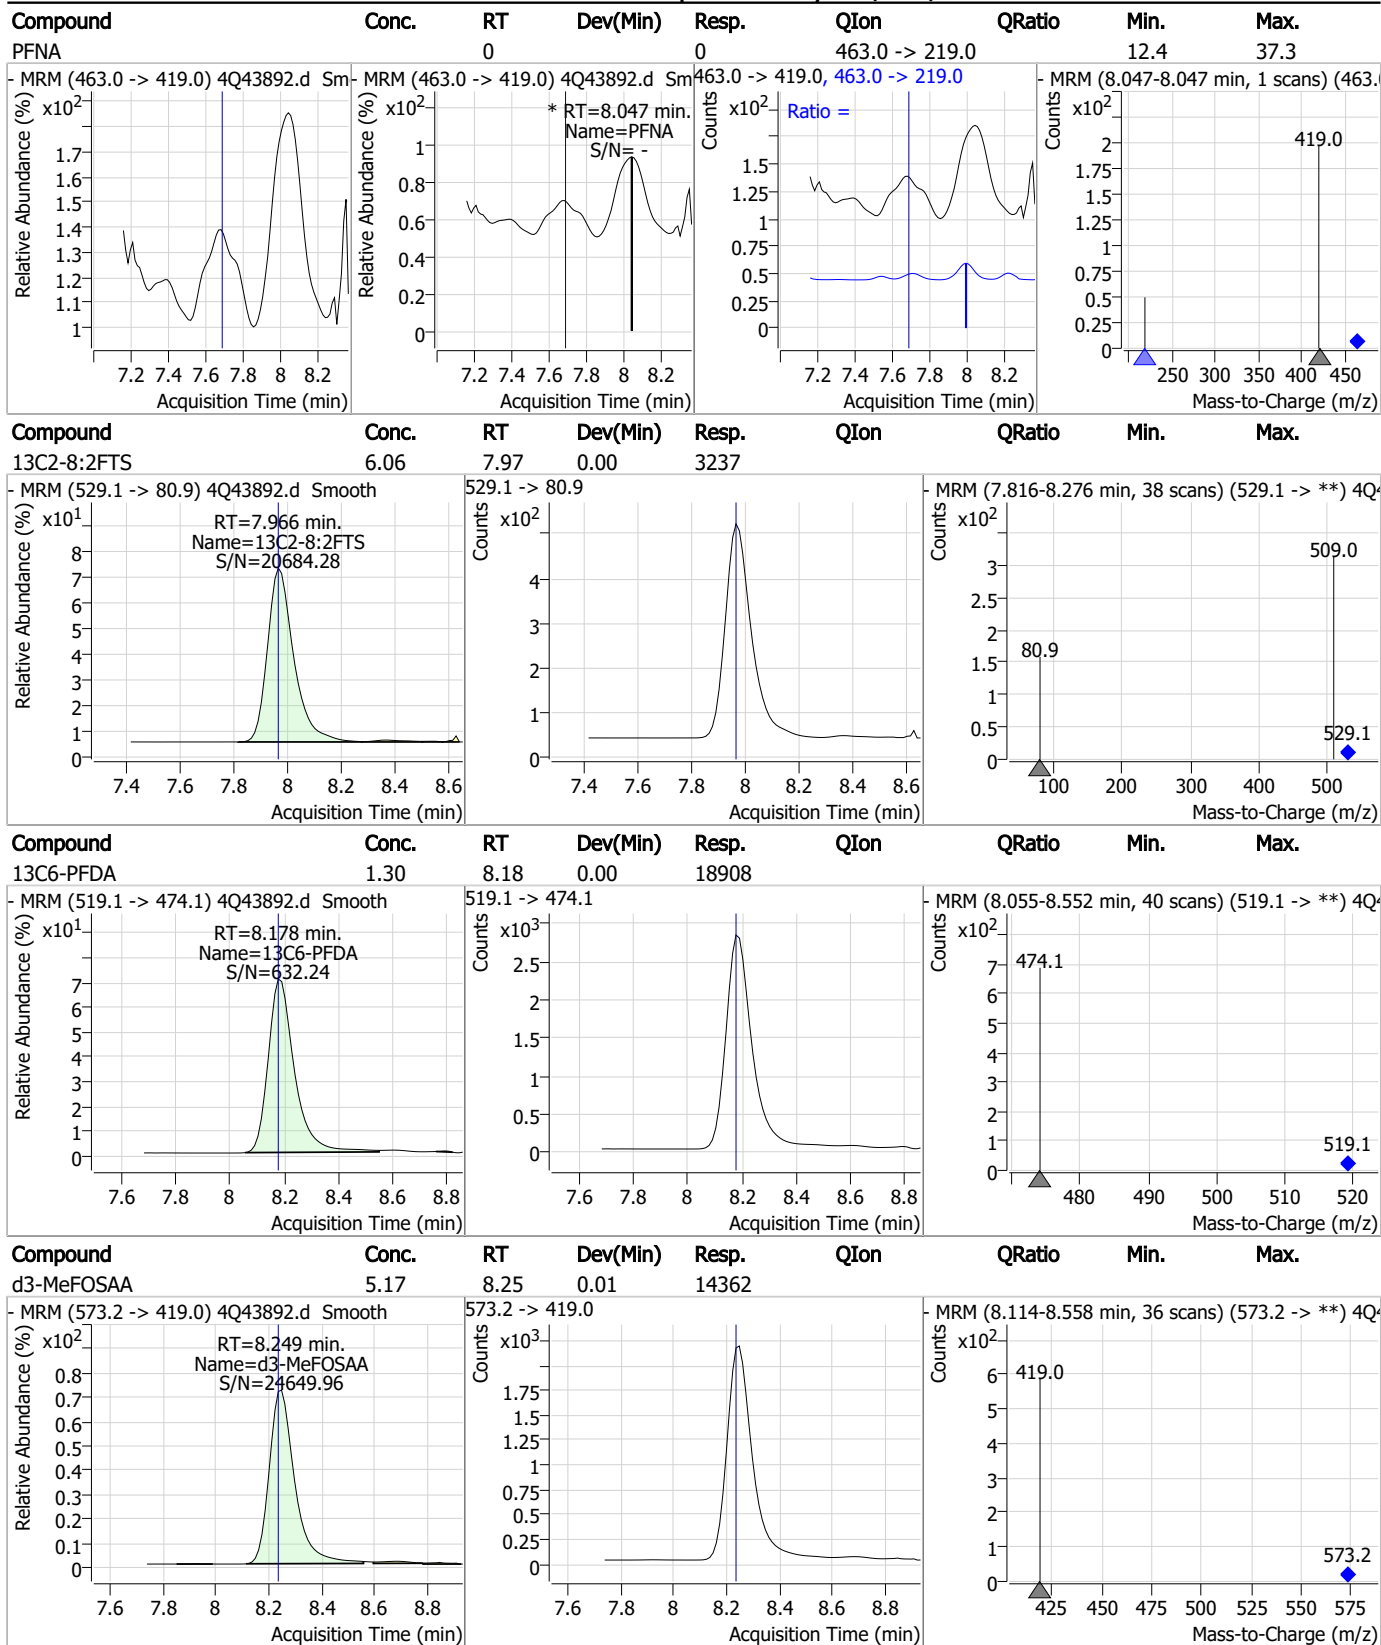 Compound Conc. RT Dev(Min) Resp. QIon QRatio Min. Max.
PFNA 0 0 463.0 -> 219.0 12.4 37.3
- MRM (463.0 -> 419.0) 4Q43892.d Sm
- MRM (463.0 -> 419.0) 4Q43892.d Sm
463.0 -> 419.0, 463.0 -> 219.0
- MRM (8.047-8.047 min, 1 scans) (463.
Relative Abundance (%)
x10²
1.7
1.6
1.5
1.4
1.3
1.2
1.1
1
7.2 7.4 7.6 7.8 8 8.2
Acquisition Time (min)
Relative Abundance (%)
x10²
* RT=8.047 min.
Name=PFNA
S/N= -
1
0.8
0.6
0.4
0.2
0
7.2 7.4 7.6 7.8 8 8.2
Acquisition Time (min)
Counts
x10²
Ratio =
1.5
1.25
1
0.75
0.5
0.25
0
7.2 7.4 7.6 7.8 8 8.2
Acquisition Time (min)
Counts
x10²
419.0
2
1.75
1.5
1.25
1
0.75
0.5
0.25
0
250 300 350 400 450
Mass-to-Charge (m/z)
Compound Conc. RT Dev(Min) Resp. QIon QRatio Min. Max.
13C2-8:2FTS 6.06 7.97 0.00 3237
- MRM (529.1 -> 80.9) 4Q43892.d Smooth
529.1 -> 80.9
- MRM (7.816-8.276 min, 38 scans) (529.1 -> **) 4Q4
Relative Abundance (%)
x10¹
RT=7.966 min.
Name=13C2-8:2FTS
S/N=20684.28
8
7
6
5
4
3
2
1
0
7.4 7.6 7.8 8 8.2 8.4 8.6
Acquisition Time (min)
Counts
x10²
4
3
2
1
0
7.4 7.6 7.8 8 8.2 8.4 8.6
Acquisition Time (min)
Counts
x10²
509.0
80.9
529.1
3
2.5
2
1.5
1
0.5
0
100 200 300 400 500
Mass-to-Charge (m/z)
Compound Conc. RT Dev(Min) Resp. QIon QRatio Min. Max.
13C6-PFDA 1.30 8.18 0.00 18908
- MRM (519.1 -> 474.1) 4Q43892.d Smooth
519.1 -> 474.1
- MRM (8.055-8.552 min, 40 scans) (519.1 -> **) 4Q4
Relative Abundance (%)
x10¹
RT=8.178 min.
Name=13C6-PFDA
S/N=632.24
7
6
5
4
3
2
1
0
7.6 7.8 8 8.2 8.4 8.6 8.8
Acquisition Time (min)
Counts
x10³
2.5
2
1.5
1
0.5
0
7.6 7.8 8 8.2 8.4 8.6 8.8
Acquisition Time (min)
Counts
x10²
474.1
519.1
7
6
5
4
3
2
1
0
480 490 500 510 520
Mass-to-Charge (m/z)
Compound Conc. RT Dev(Min) Resp. QIon QRatio Min. Max.
d3-MeFOSAA 5.17 8.25 0.01 14362
- MRM (573.2 -> 419.0) 4Q43892.d Smooth
573.2 -> 419.0
- MRM (8.114-8.558 min, 36 scans) (573.2 -> **) 4Q4
Relative Abundance (%)
x10²
RT=8.249 min.
Name=d3-MeFOSAA
S/N=24649.96
0.8
0.7
0.6
0.5
0.4
0.3
0.2
0.1
0
7.6 7.8 8 8.2 8.4 8.6 8.8
Acquisition Time (min)
Counts
x10³
1.75
1.5
1.25
1
0.75
0.5
0.25
0
7.6 7.8 8 8.2 8.4 8.6 8.8
Acquisition Time (min)
Counts
x10²
419.0
573.2
6
5
4
3
2
1
0
425 450 475 500 525 550 575
Mass-to-Charge (m/z)